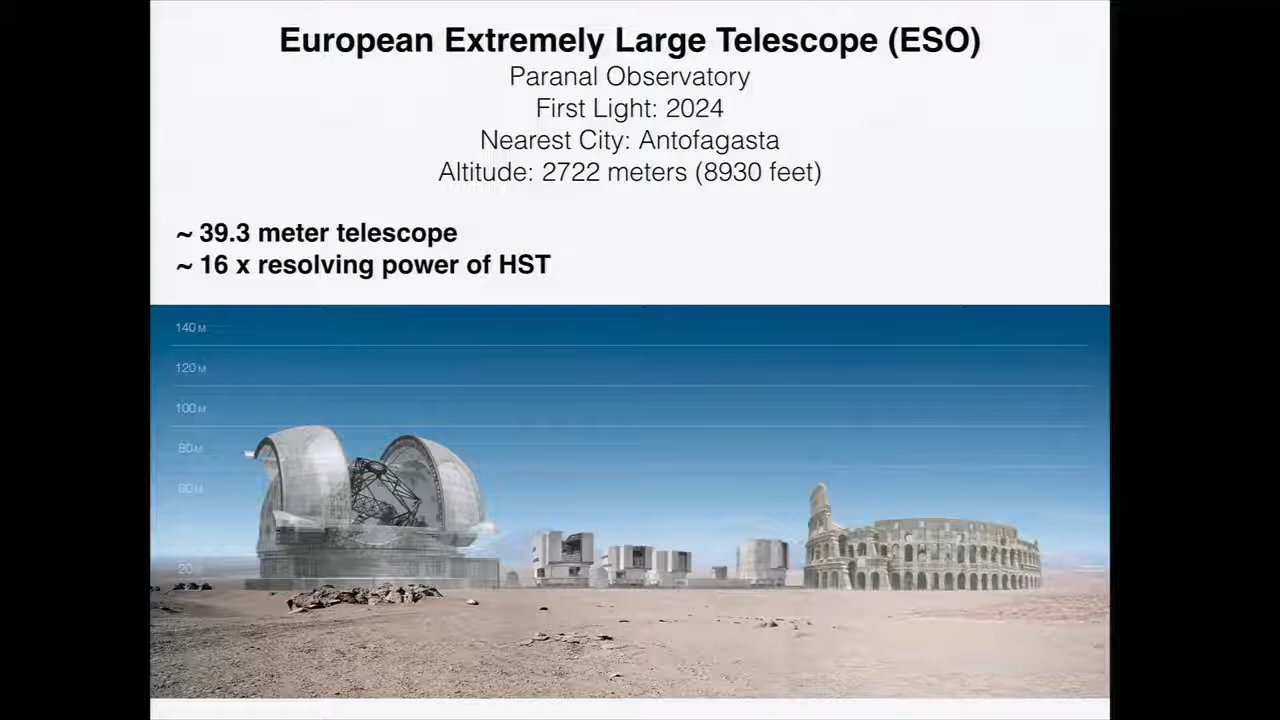 European Extremely Large Telescope (ESO)
Paranal Observatory
First Light: 2024
Nearest City: Antofagasta
Altitude: 2722 meters (8930 feet)
~ 39.3 meter telescope
~ 16 x resolving power of HST
140 M
120 M
100 M
80 M
60 M
20